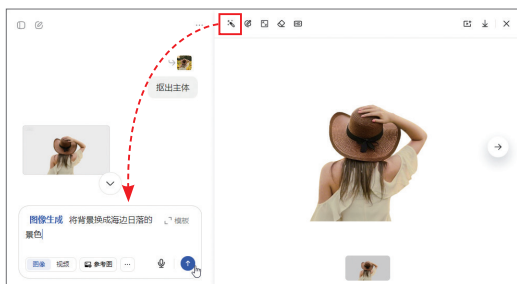 抠出主体
图像生成 将背景换成海边日落的
模板
景色
图像 视频 参考图 ...